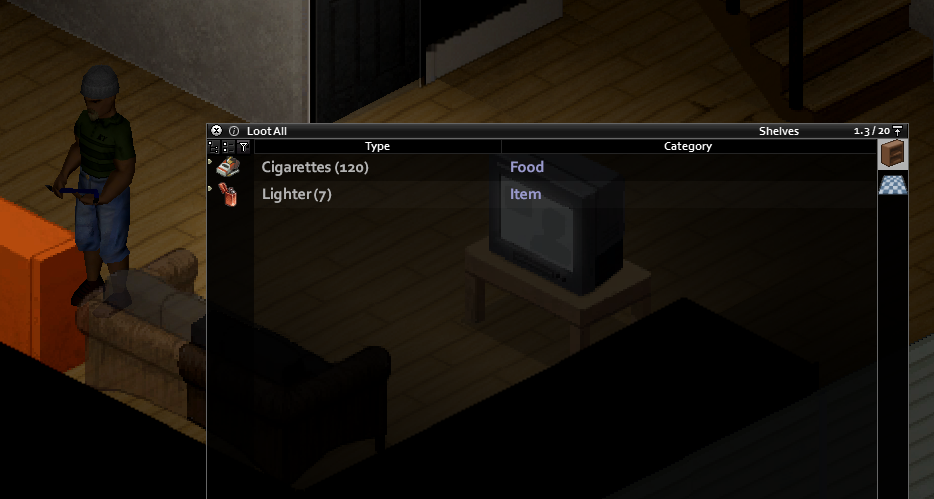 Loot All Shelves 1.3 / 20
Type Category
Cigarettes (120) Food
Lighter (7) Item